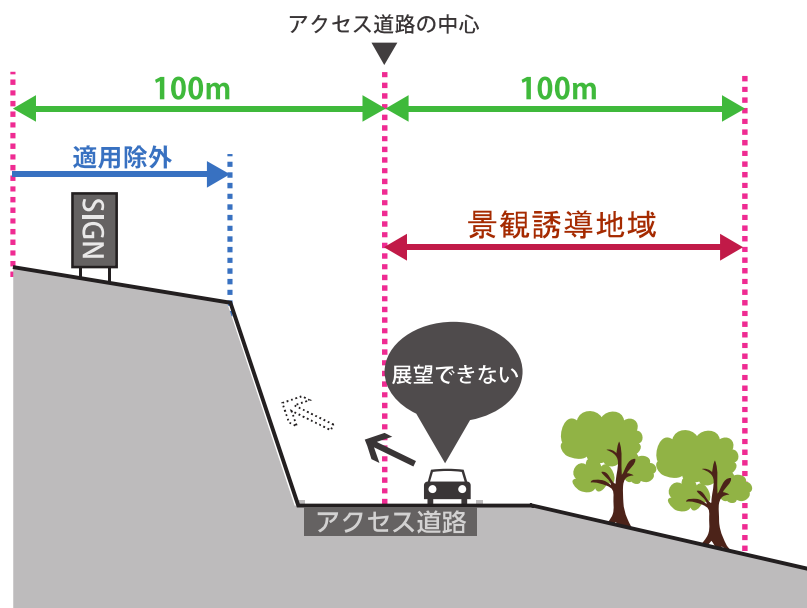 アクセス道路の中心
100m
100m
適用除外
SIGN
景観誘導地域
展望できない
アクセス道路